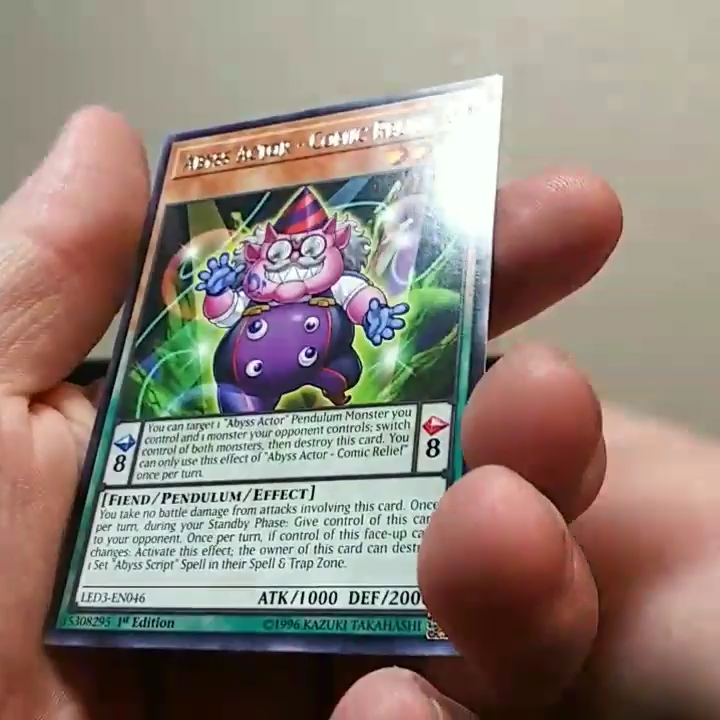 Abyss Actor - Comic
You can target 1 "Abyss Actor" Pendulum Monster you
control and 1 monster your opponent controls; switch
control of both monsters, then destroy this card. You
can only use this effect of "Abyss Actor - Comic Relief"
once per turn.
8
8
[FIEND/PENDULUM/EFFECT]
You take no battle damage from attacks involving this card. Once
per turn, during your Standby Phase: Give control of this car
to your opponent. Once per turn, if control of this face-up ca
changes: Activate this effect; the owner of this card can destr
1 Set "Abyss Script" Spell in their Spell & Trap Zone.
LED3-EN046
ATK/1000 DEF/200
15308295 1st Edition
©1996 KAZUKI TAKAHASHI